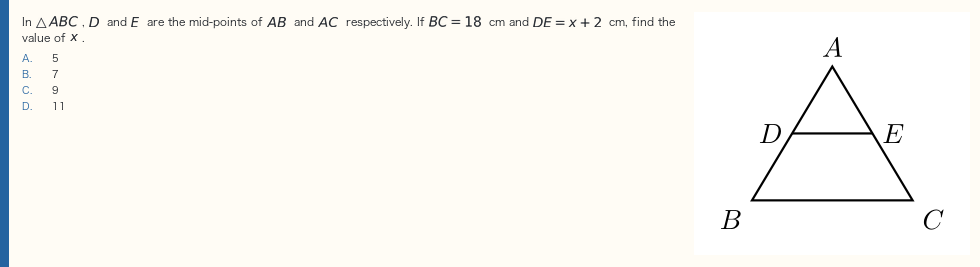 In △ABC, D and E are the mid-points of AB and AC respectively. If BC = 18 cm and DE = x + 2 cm, find the
value of x.
A. 5
B. 7
C. 9
D. 11
A
D
E
B
C